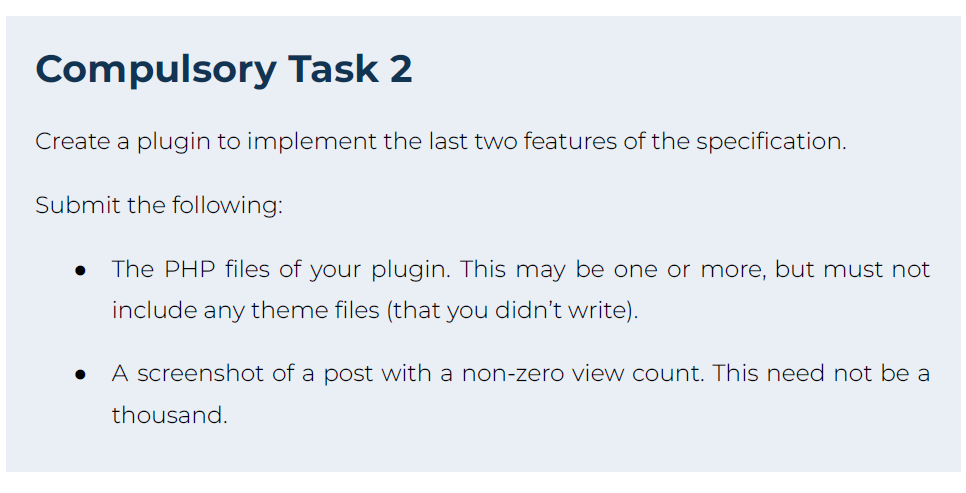 Compulsory Task 2
Create a plugin to implement the last two features of the specification.
Submit the following:
● The PHP files of your plugin. This may be one or more, but must not
include any theme files (that you didn’t write).
● A screenshot of a post with a non-zero view count. This need not be a
thousand.